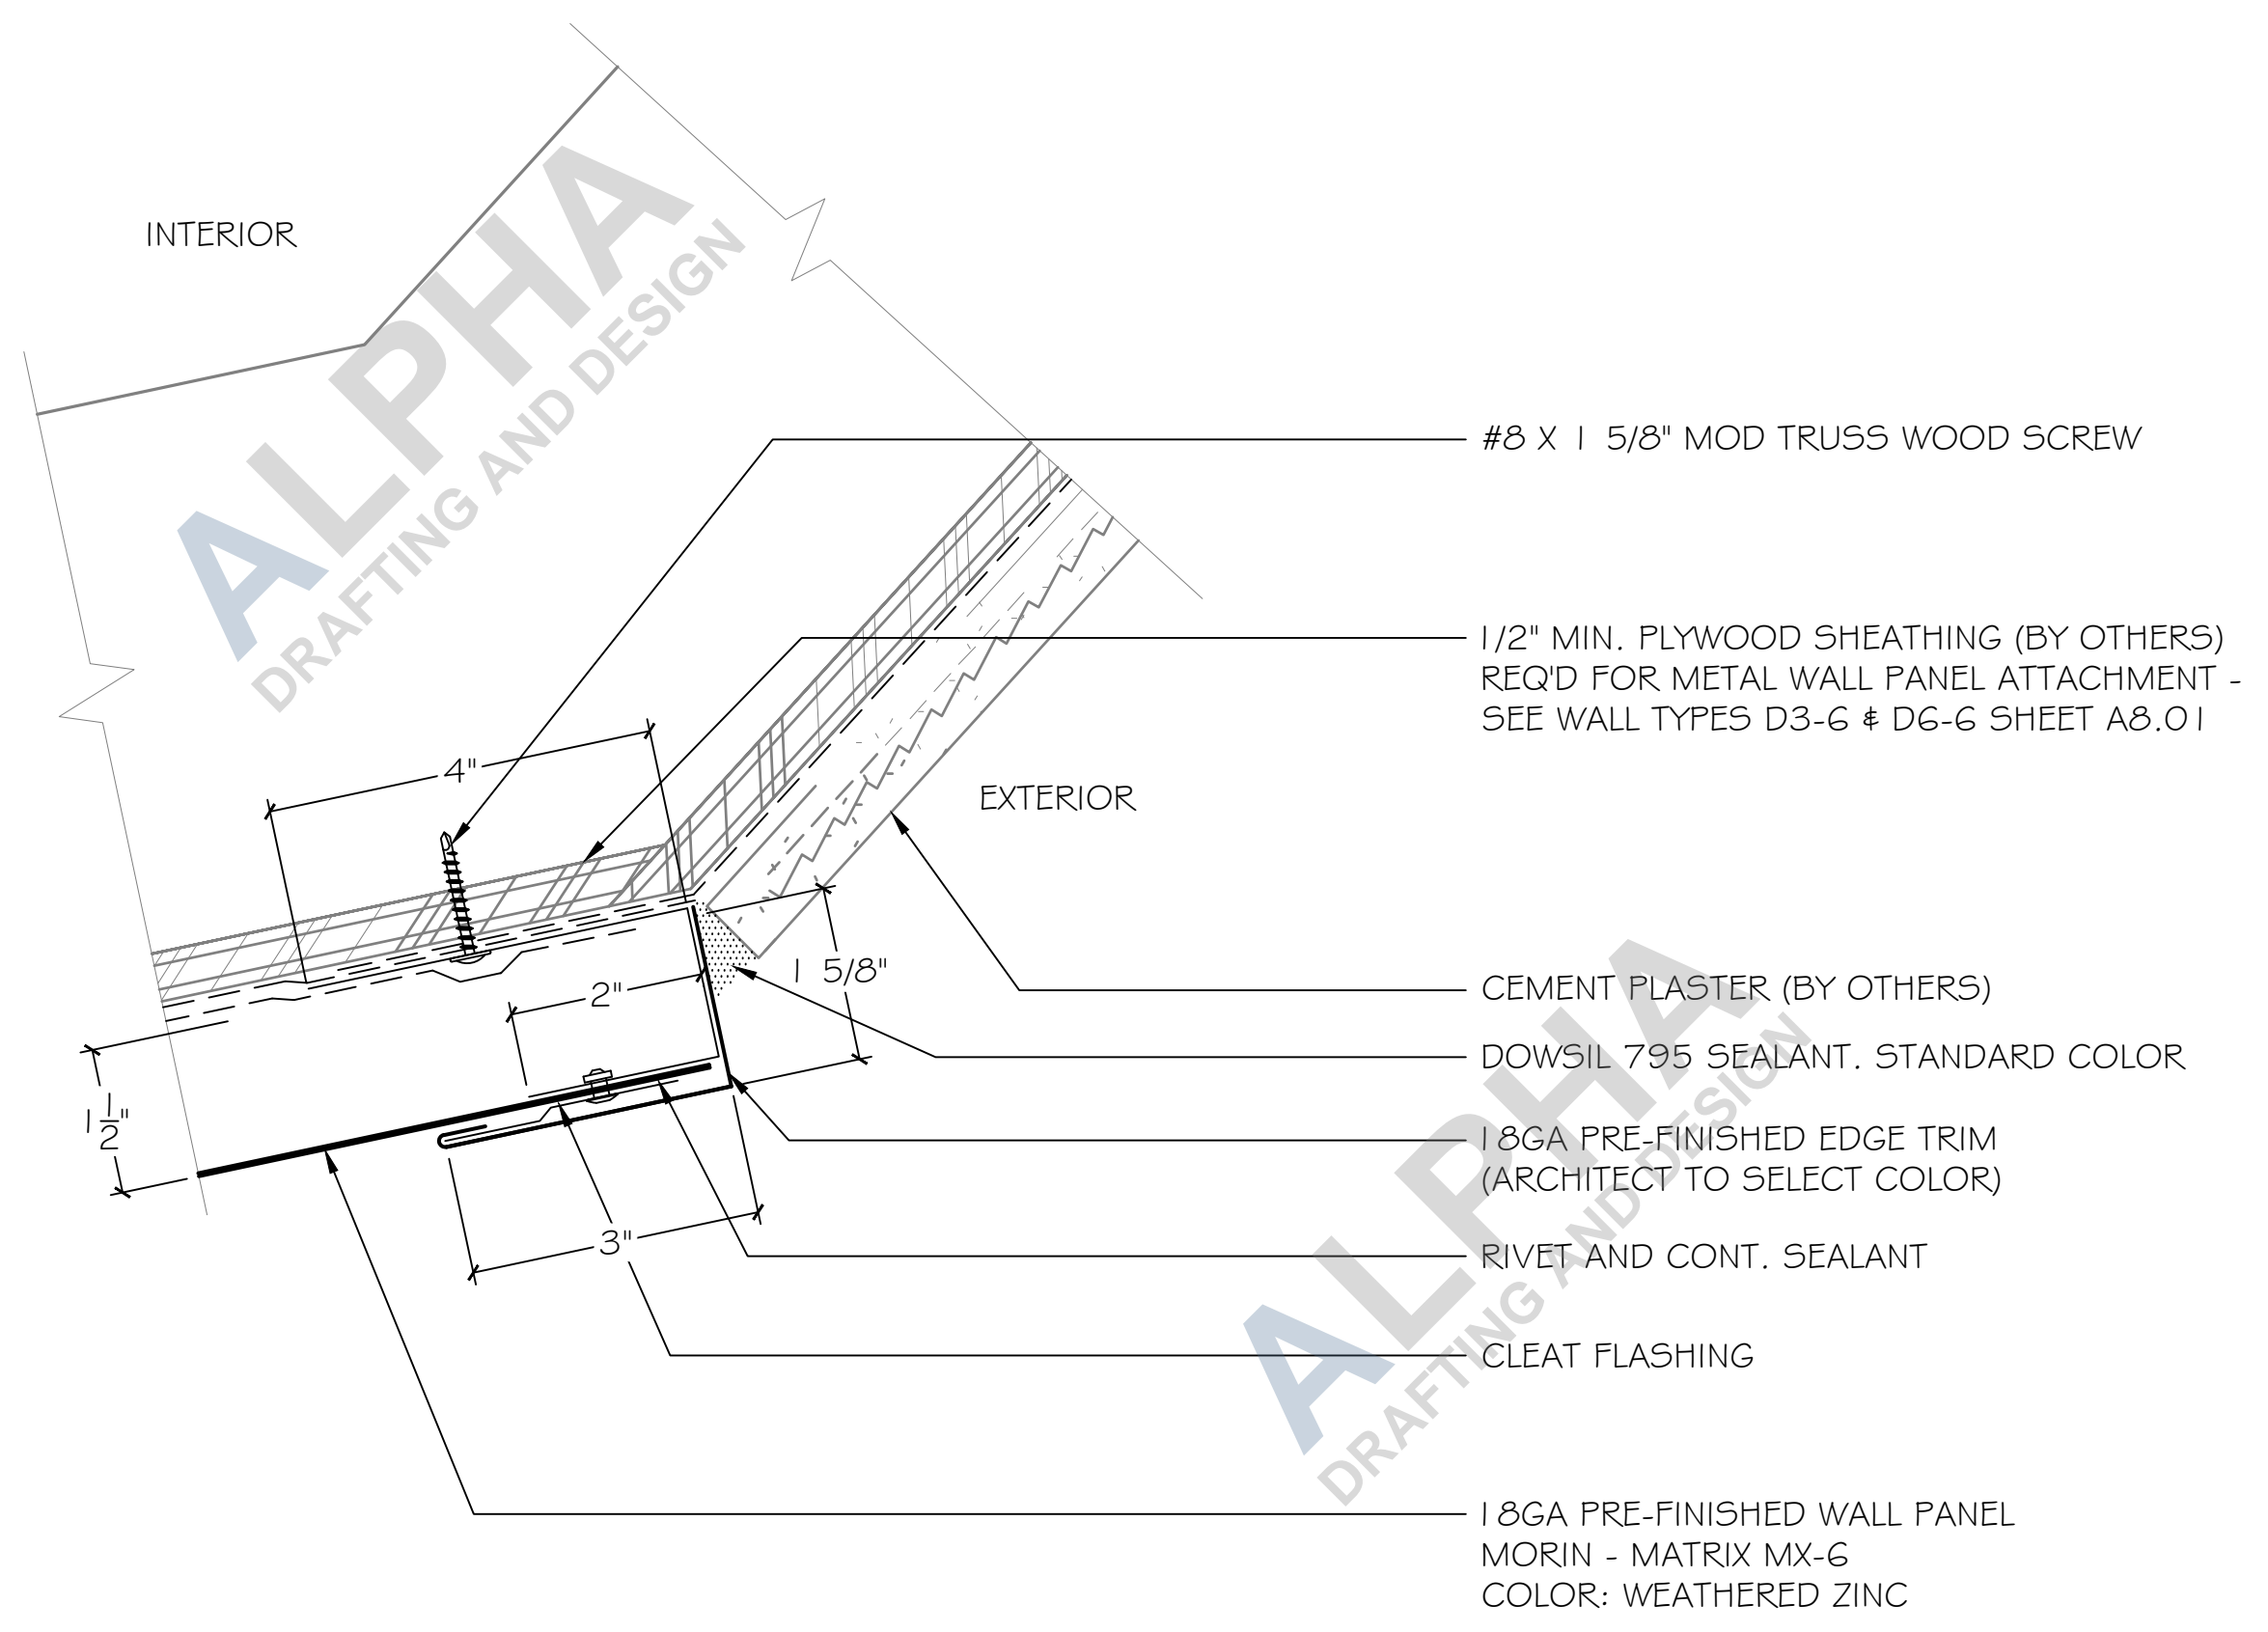 INTERIOR
#8 X 1 5/8" MOD TRUSS WOOD SCREW
1/2" MIN. PLYWOOD SHEATHING (BY OTHERS)
REQ'D FOR METAL WALL PANEL ATTACHMENT -
SEE WALL TYPES D3-6 & D6-6 SHEET A8.01
4"
EXTERIOR
1 5/8"
2"
CEMENT PLASTER (BY OTHERS)
DOWSIL 795 SEALANT. STANDARD COLOR
1 1/2"
18GA PRE-FINISHED EDGE TRIM
(ARCHITECT TO SELECT COLOR)
3"
RIVET AND CONT. SEALANT
CLEAT FLASHING
18GA PRE-FINISHED WALL PANEL
MORIN - MATRIX MX-6
COLOR: WEATHERED ZINC
ALPHA
DRAFTING AND DESIGN
ALPHA
DRAFTING AND DESIGN